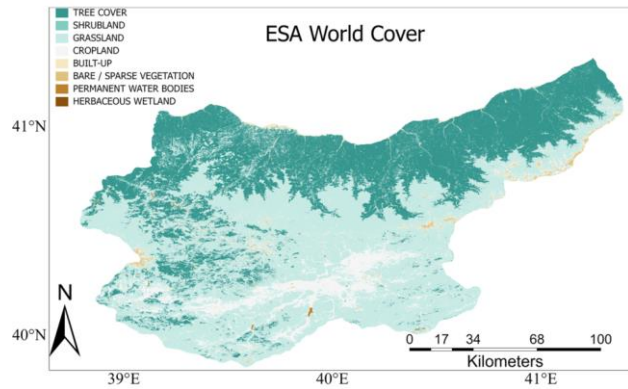 ESA World Cover
TREE COVER
SHRUBLAND
GRASSLAND
CROPLAND
BUILT-UP
BARE / SPARSE VEGETATION
PERMANENT WATER BODIES
HERBACEOUS WETLAND
41°N
40°N
N
0 17 34 68 100
Kilometers
39°E 40°E 41°E